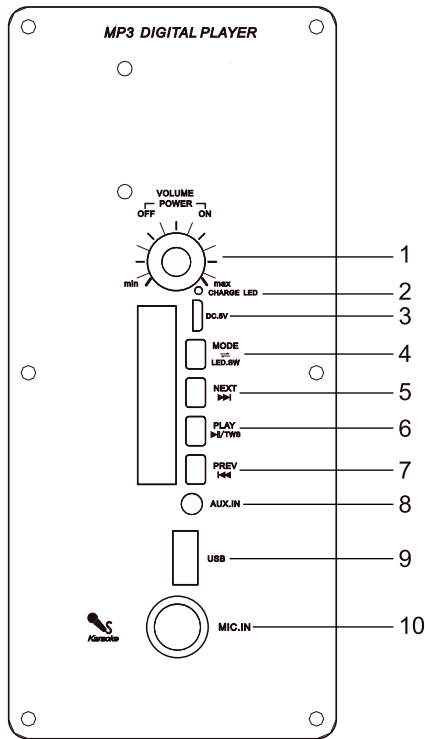 MP3 DIGITAL PLAYER
VOLUME
POWER
OFF ON
min max
1
CHARGE LED
2
DC.5V
3
MODE
⇌
LED.SW
4
NEXT
▶▶|
5
PLAY
▶||/TWS
6
PREV
|◀◀
7
AUX.IN
8
USB
9
Karaoke
MIC.IN
10